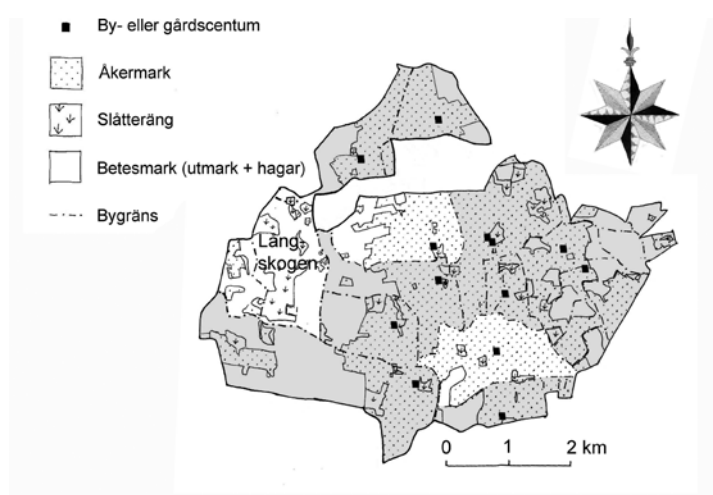 By- eller gårdscentum
Åkermark
Slåtteräng
Betesmark (utmark + hagar)
Bygräns
Lång-
skogen
0 1 2 km